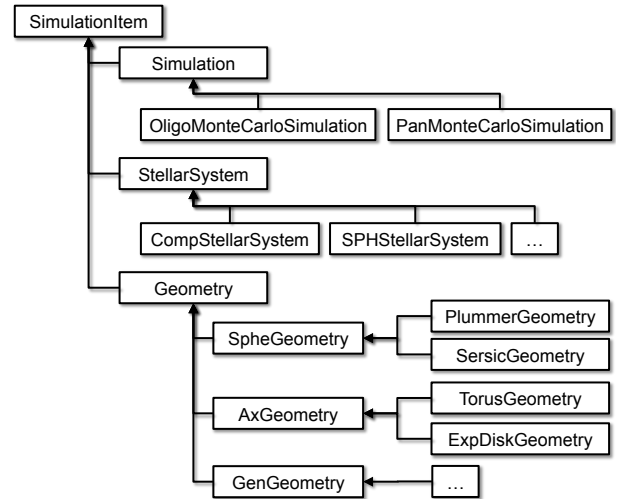 SimulationItem
Simulation
OligoMonteCarloSimulation
PanMonteCarloSimulation
StellarSystem
CompStellarSystem
SPHStellarSystem
...
Geometry
SpheGeometry
PlummerGeometry
SersicGeometry
AxGeometry
TorusGeometry
ExpDiskGeometry
GenGeometry
...